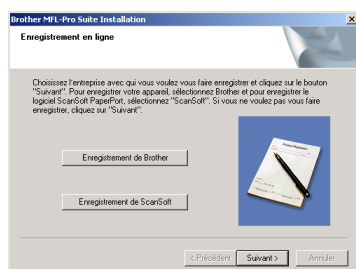 Brother MFL-Pro Suite Installation
Enregistrement en ligne
Choisissez l'entreprise avec qui vous voulez vous faire enregistrer et cliquez sur le bouton
"Suivant". Pour enregistrer votre appareil, sélectionnez Brother et pour enregistrer le
logiciel ScanSoft PaperPort, sélectionnez "ScanSoft". Si vous ne voulez pas vous faire
enregistrer, cliquez sur "Suivant".
Enregistrement de Brother
Enregistrement de ScanSoft
< Précédent
Suivant >
Annuler